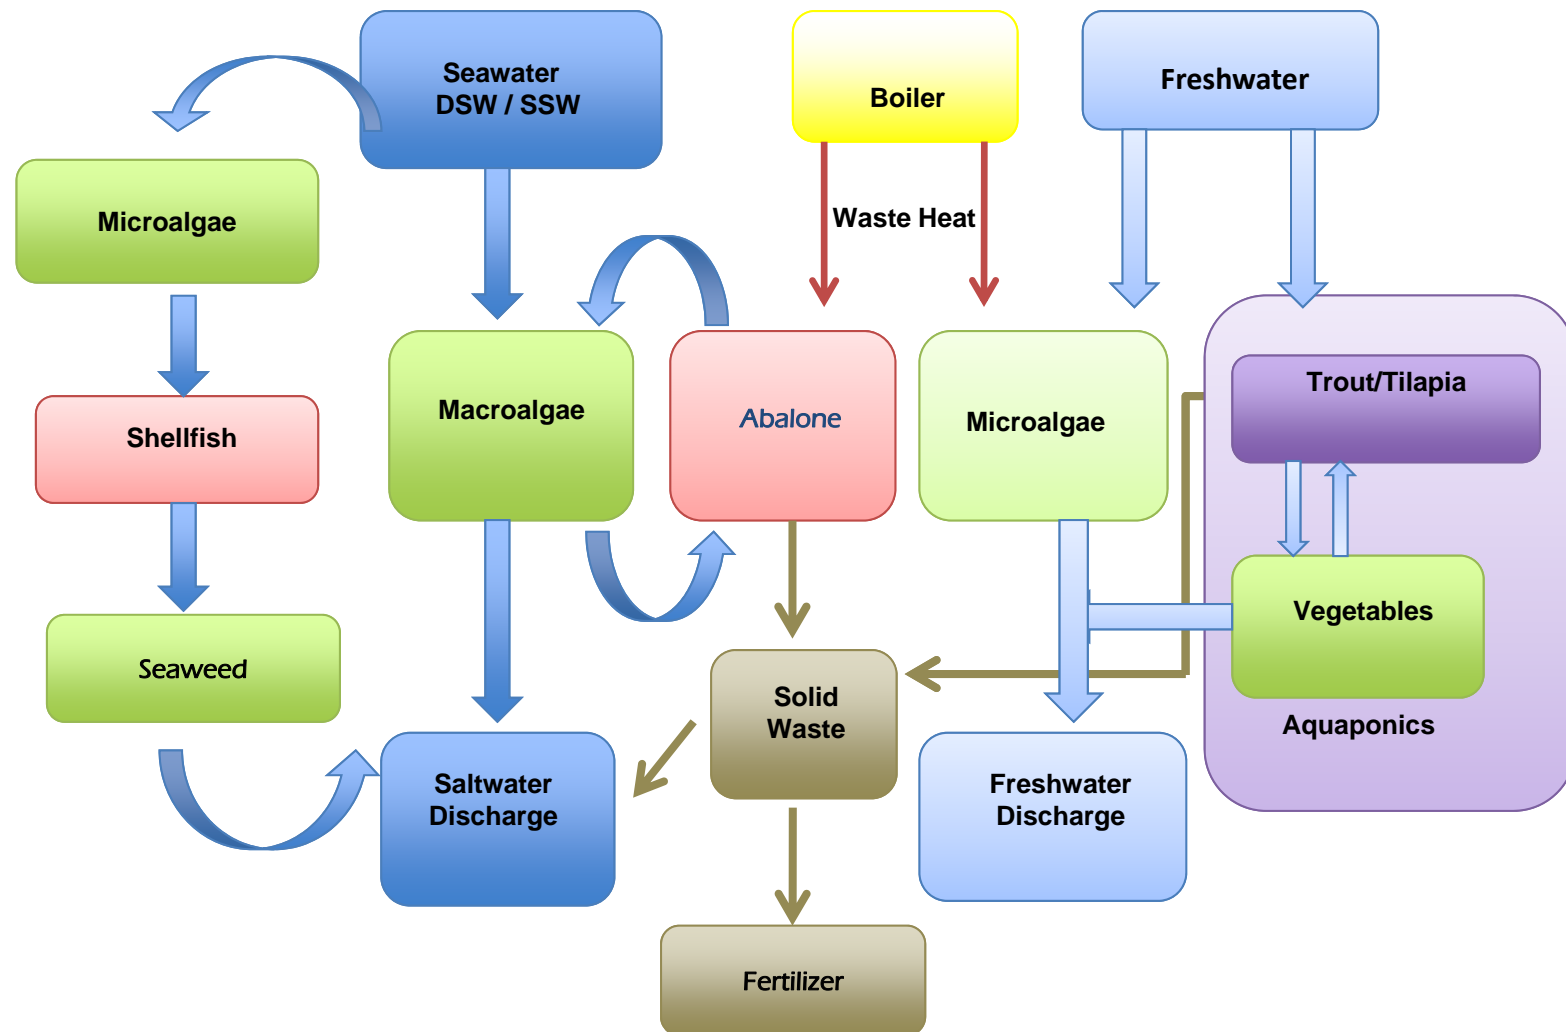 Seawater
DSW / SSW
Boiler
Freshwater
Microalgae
Waste Heat
Shellfish
Macroalgae
Abalone
Microalgae
Trout/Tilapia
Vegetables
Seaweed
Solid
Waste
Aquaponics
Saltwater
Discharge
Freshwater
Discharge
Fertilizer